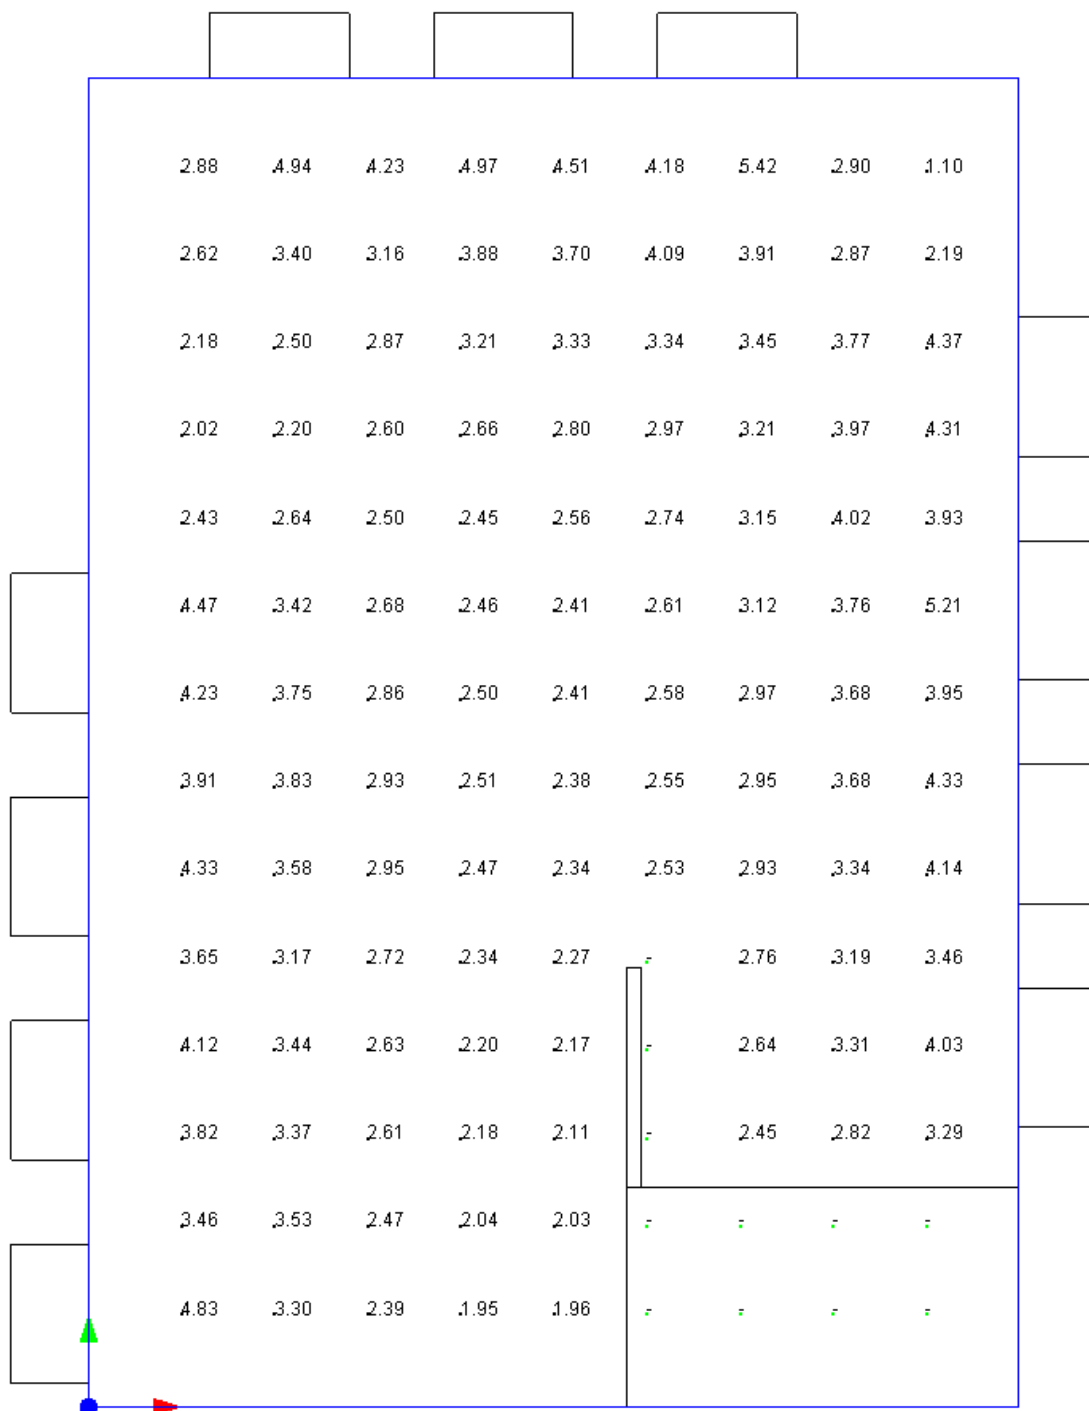 2.88 4.94 4.23 4.97 4.51 4.18 5.42 2.90 1.10
2.62 3.40 3.16 3.88 3.70 4.09 3.91 2.87 2.19
2.18 2.50 2.87 3.21 3.33 3.34 3.45 3.77 4.37
2.02 2.20 2.60 2.66 2.80 2.97 3.21 3.97 4.31
2.43 2.64 2.50 2.45 2.56 2.74 3.15 4.02 3.93
4.47 3.42 2.68 2.46 2.41 2.61 3.12 3.76 5.21
4.23 3.75 2.86 2.50 2.41 2.58 2.97 3.68 3.95
3.91 3.83 2.93 2.51 2.38 2.55 2.95 3.68 4.33
4.33 3.58 2.95 2.47 2.34 2.53 2.93 3.34 4.14
3.65 3.17 2.72 2.34 2.27 - 2.76 3.19 3.46
4.12 3.44 2.63 2.20 2.17 - 2.64 3.31 4.03
3.82 3.37 2.61 2.18 2.11 - 2.45 2.82 3.29
3.46 3.53 2.47 2.04 2.03 - - - -
4.83 3.30 2.39 1.95 1.96 - - - -